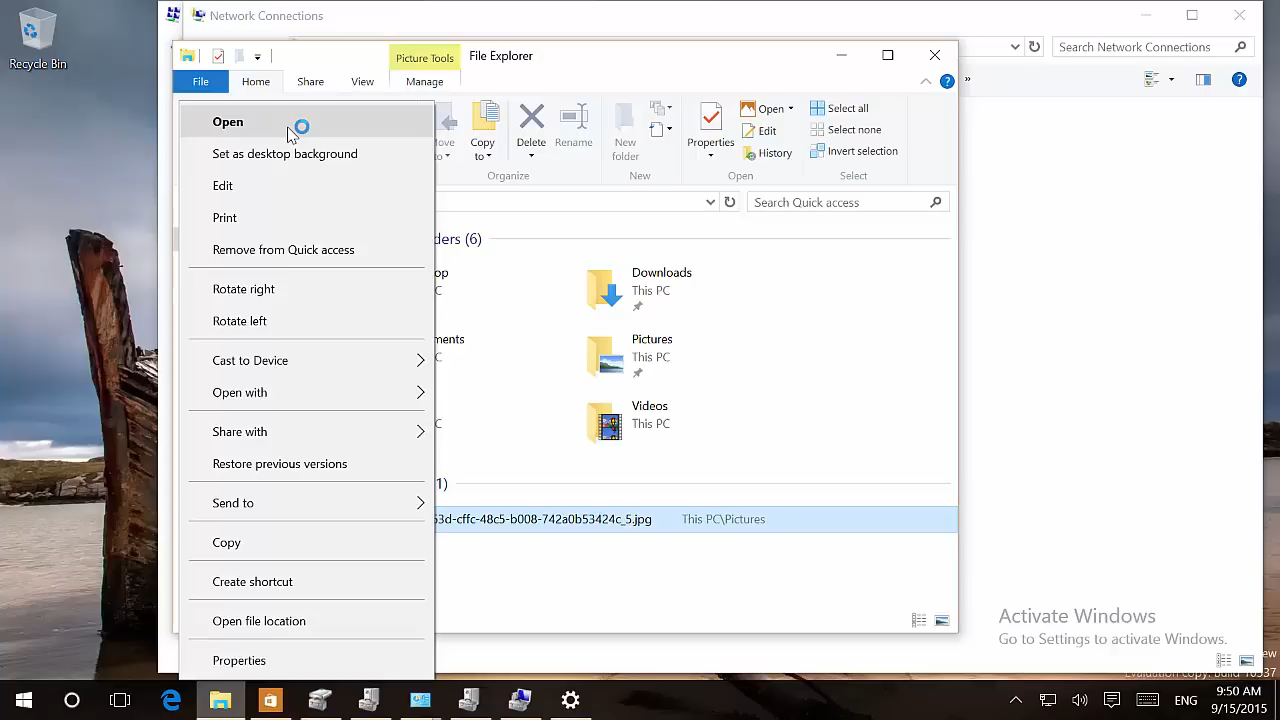 Recycle Bin
Network Connections
Search Network Connections
Picture Tools
File Explorer
File
Home
Share
View
Manage
Copy
to
Delete
Rename
New
folder
Properties
Open
Edit
History
Select all
Select none
Invert selection
Organize
New
Open
Select
Search Quick access
Open
Set as desktop background
Edit
Print
Remove from Quick access
Rotate right
Rotate left
Cast to Device
Open with
Share with
Restore previous versions
Send to
Copy
Create shortcut
Open file location
Properties
ders (6)
Downloads
This PC
Pictures
This PC
Videos
This PC
53d-cffc-48c5-b008-742a0b53424c_5.jpg
This PC\Pictures
Activate Windows
Go to Settings to activate Windows.
ENG
9:50 AM
9/15/2015